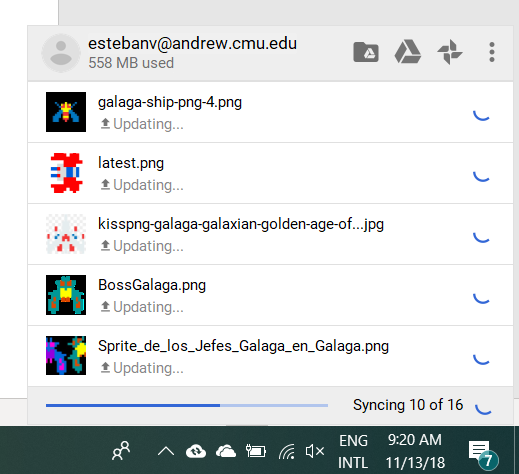 estebanv@andrew.cmu.edu
558 MB used
galaga-ship-png-4.png
Updating...
latest.png
Updating...
kisspng-galaga-galaxian-golden-age-of...jpg
Updating...
BossGalaga.png
Updating...
Sprite_de_los_Jefes_Galaga_en_Galaga.png
Updating...
Syncing 10 of 16
ENG 9:20 AM
INTL 11/13/18
7